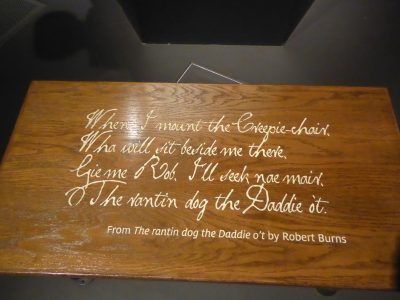 When I mount the Creepie-chair,
Wha will sit beside me there,
Gie me Rob, I'll seek nae mair,
The rantin dog the Daddie o't.
From The rantin dog the Daddie o't by Robert Burns